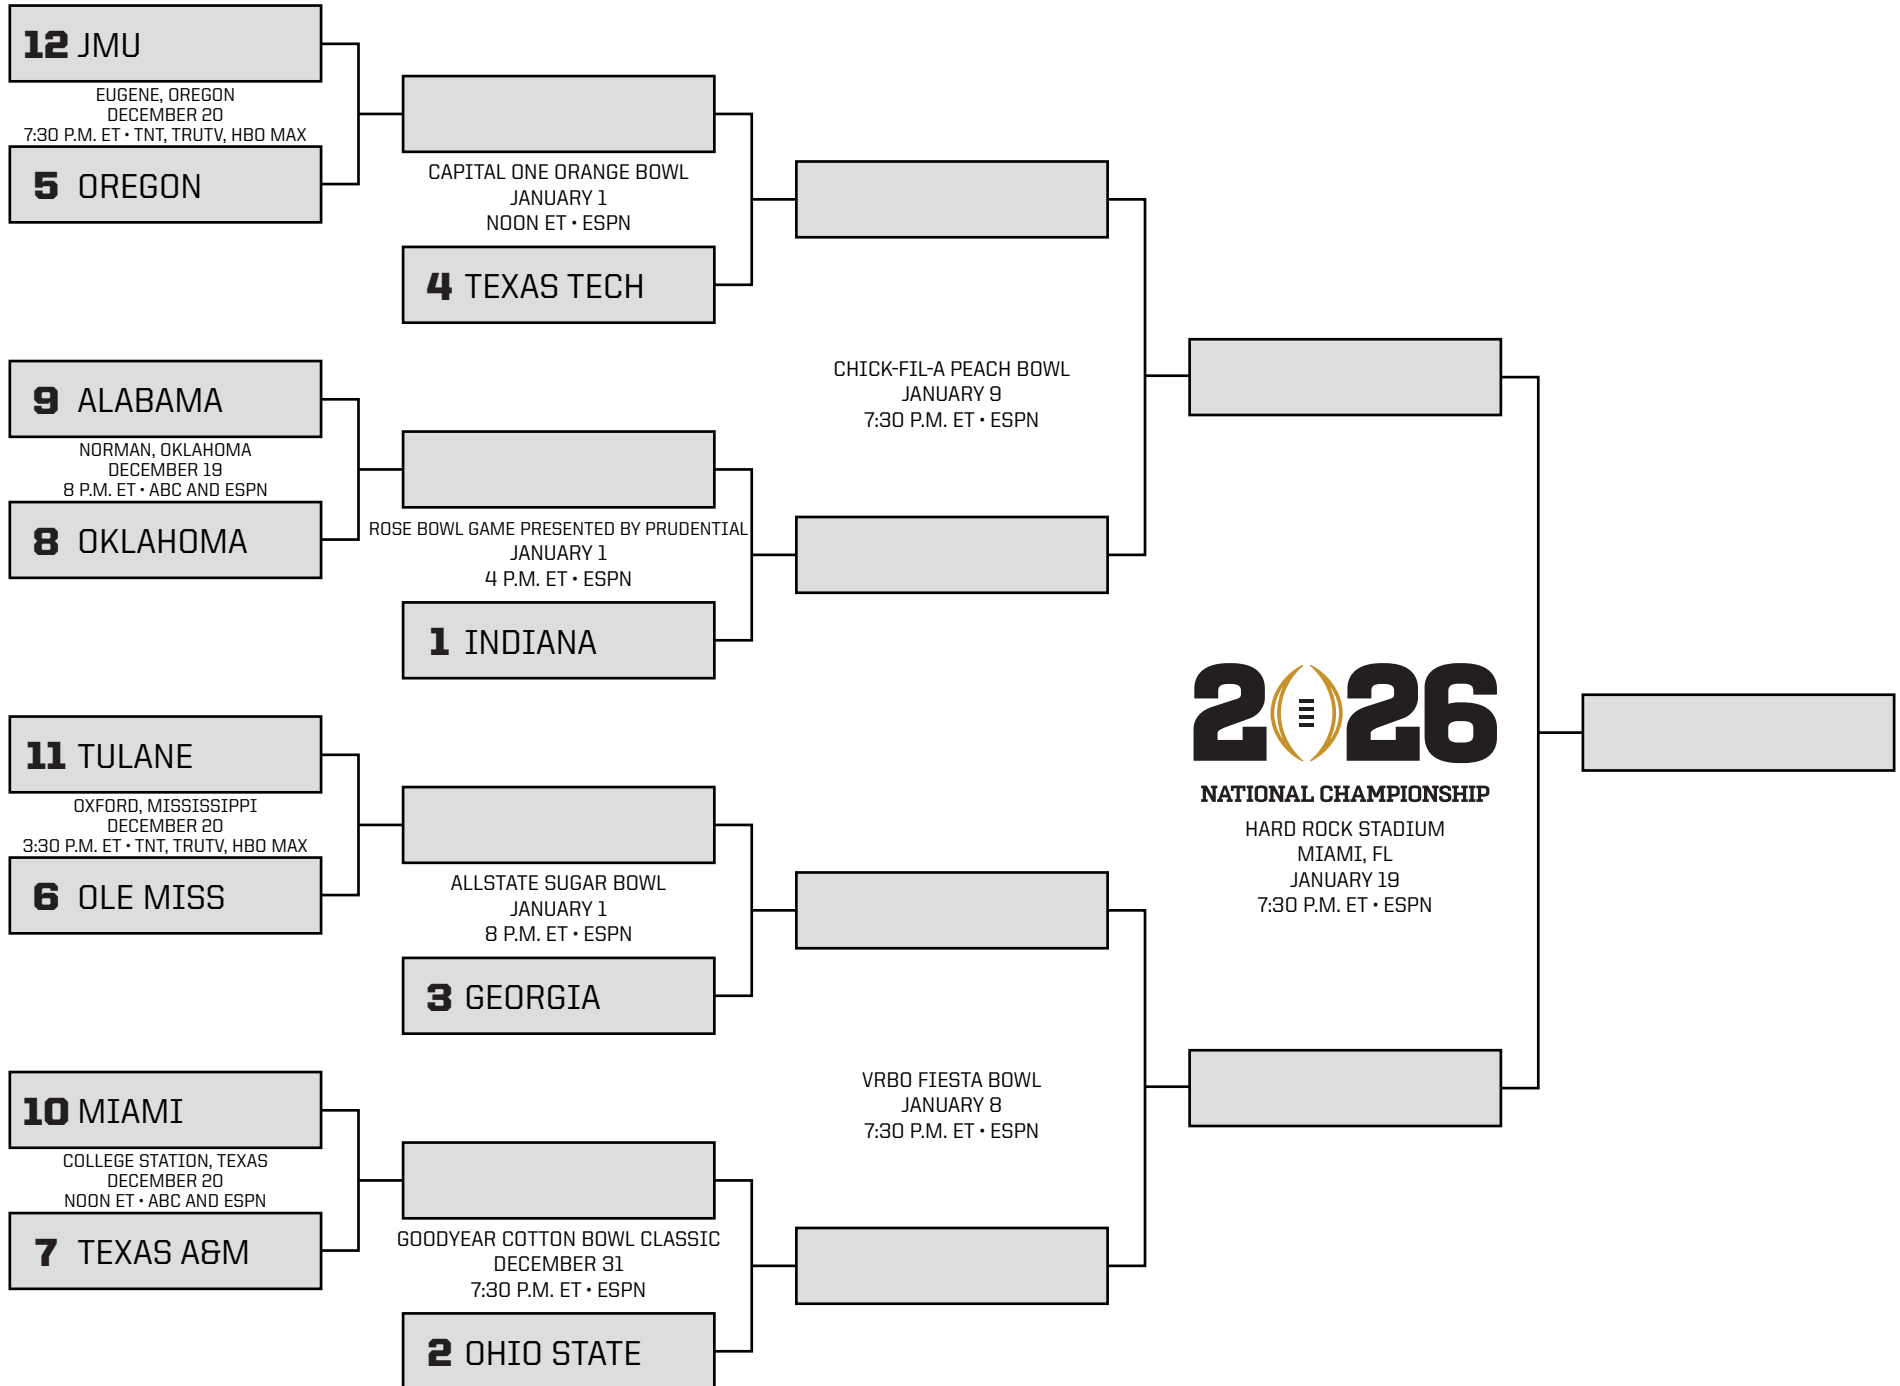 12 JMU
EUGENE, OREGON
DECEMBER 20
7:30 P.M. ET • TNT, TRUTV, HBO MAX
5 OREGON
9 ALABAMA
NORMAN, OKLAHOMA
DECEMBER 19
8 P.M. ET • ABC AND ESPN
8 OKLAHOMA
11 TULANE
OXFORD, MISSISSIPPI
DECEMBER 20
3:30 P.M. ET • TNT, TRUTV, HBO MAX
6 OLE MISS
10 MIAMI
COLLEGE STATION, TEXAS
DECEMBER 20
NOON ET • ABC AND ESPN
7 TEXAS A&M
CAPITAL ONE ORANGE BOWL
JANUARY 1
NOON ET • ESPN
4 TEXAS TECH
ROSE BOWL GAME PRESENTED BY PRUDENTIAL
JANUARY 1
4 P.M. ET • ESPN
1 INDIANA
ALLSTATE SUGAR BOWL
JANUARY 1
8 P.M. ET • ESPN
3 GEORGIA
GOODYEAR COTTON BOWL CLASSIC
DECEMBER 31
7:30 P.M. ET • ESPN
2 OHIO STATE
CHICK-FIL-A PEACH BOWL
JANUARY 9
7:30 P.M. ET • ESPN
VRBO FIESTA BOWL
JANUARY 8
7:30 P.M. ET • ESPN
2026
NATIONAL CHAMPIONSHIP
HARD ROCK STADIUM
MIAMI, FL
JANUARY 19
7:30 P.M. ET • ESPN